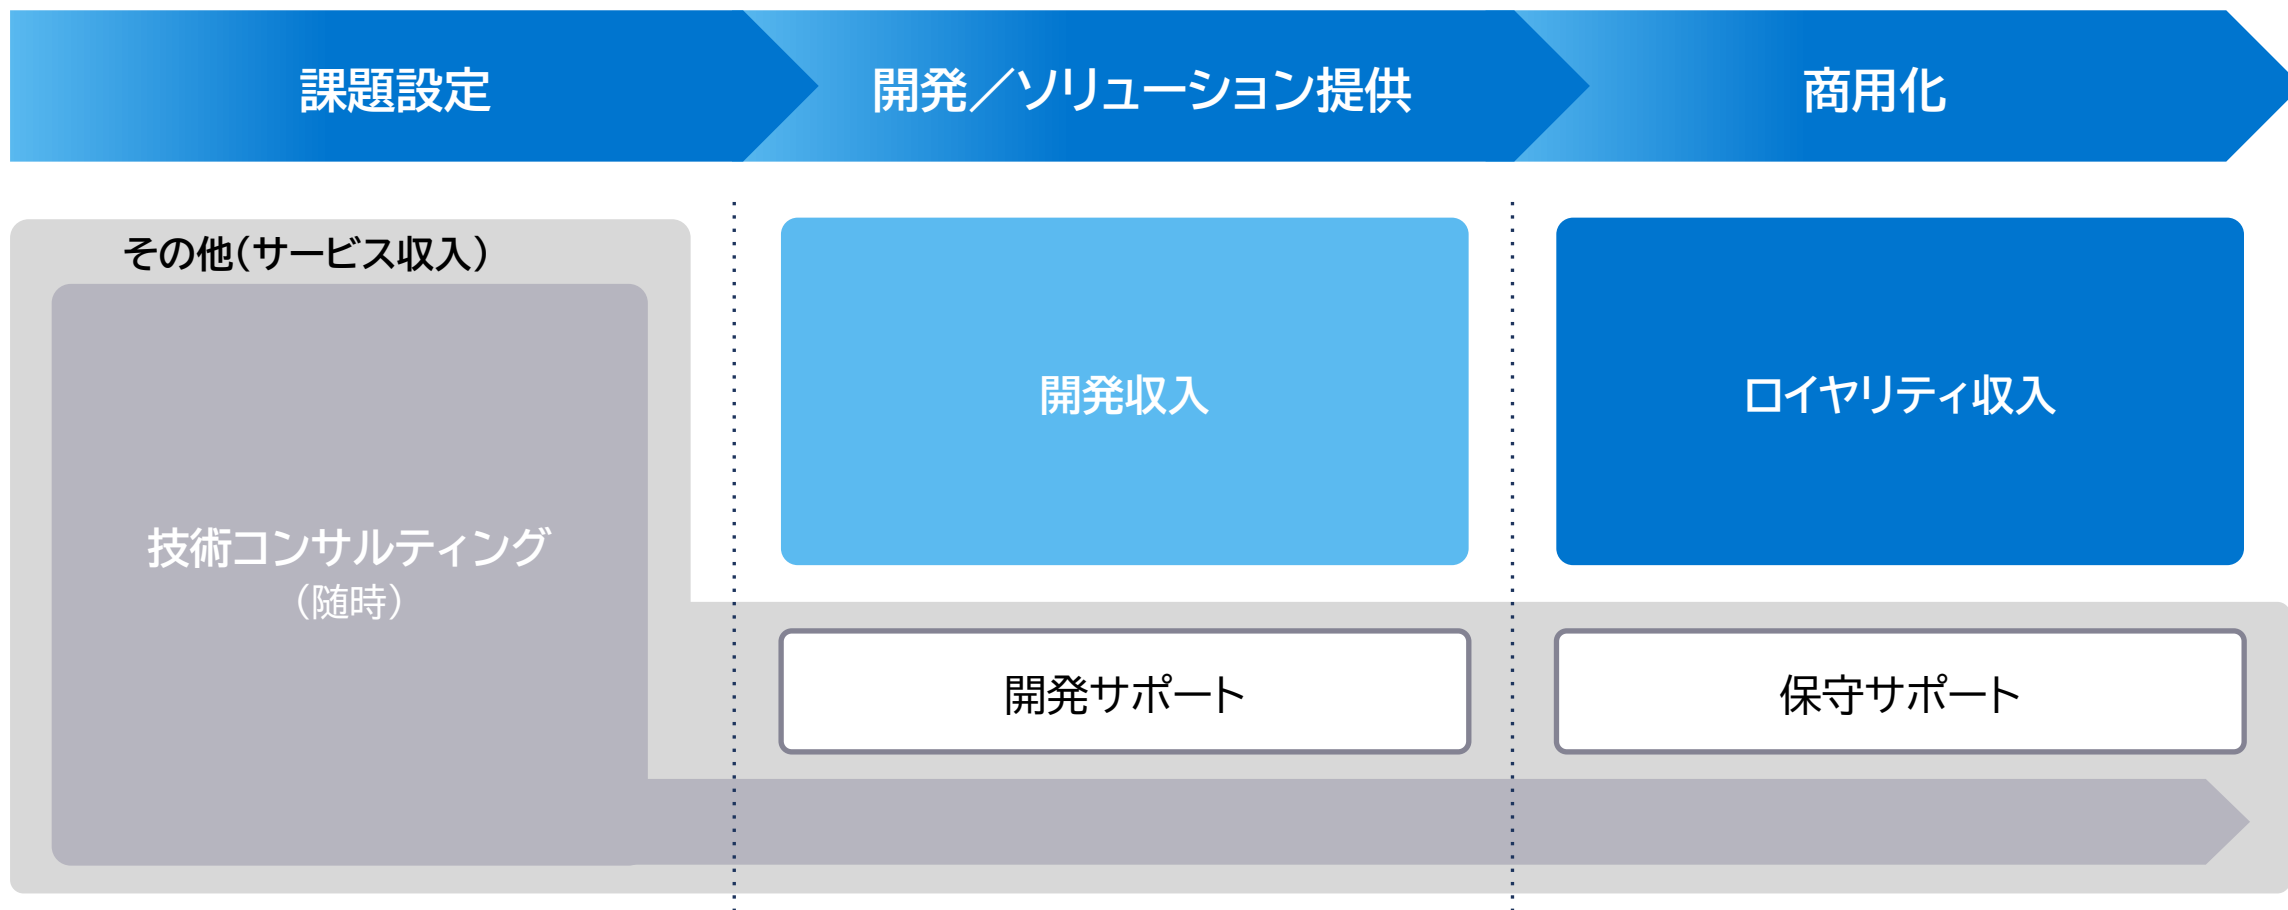 課題設定
開発／ソリューション提供
商用化
その他（サービス収入）
技術コンサルティング
（随時）
開発収入
ロイヤリティ収入
開発サポート
保守サポート